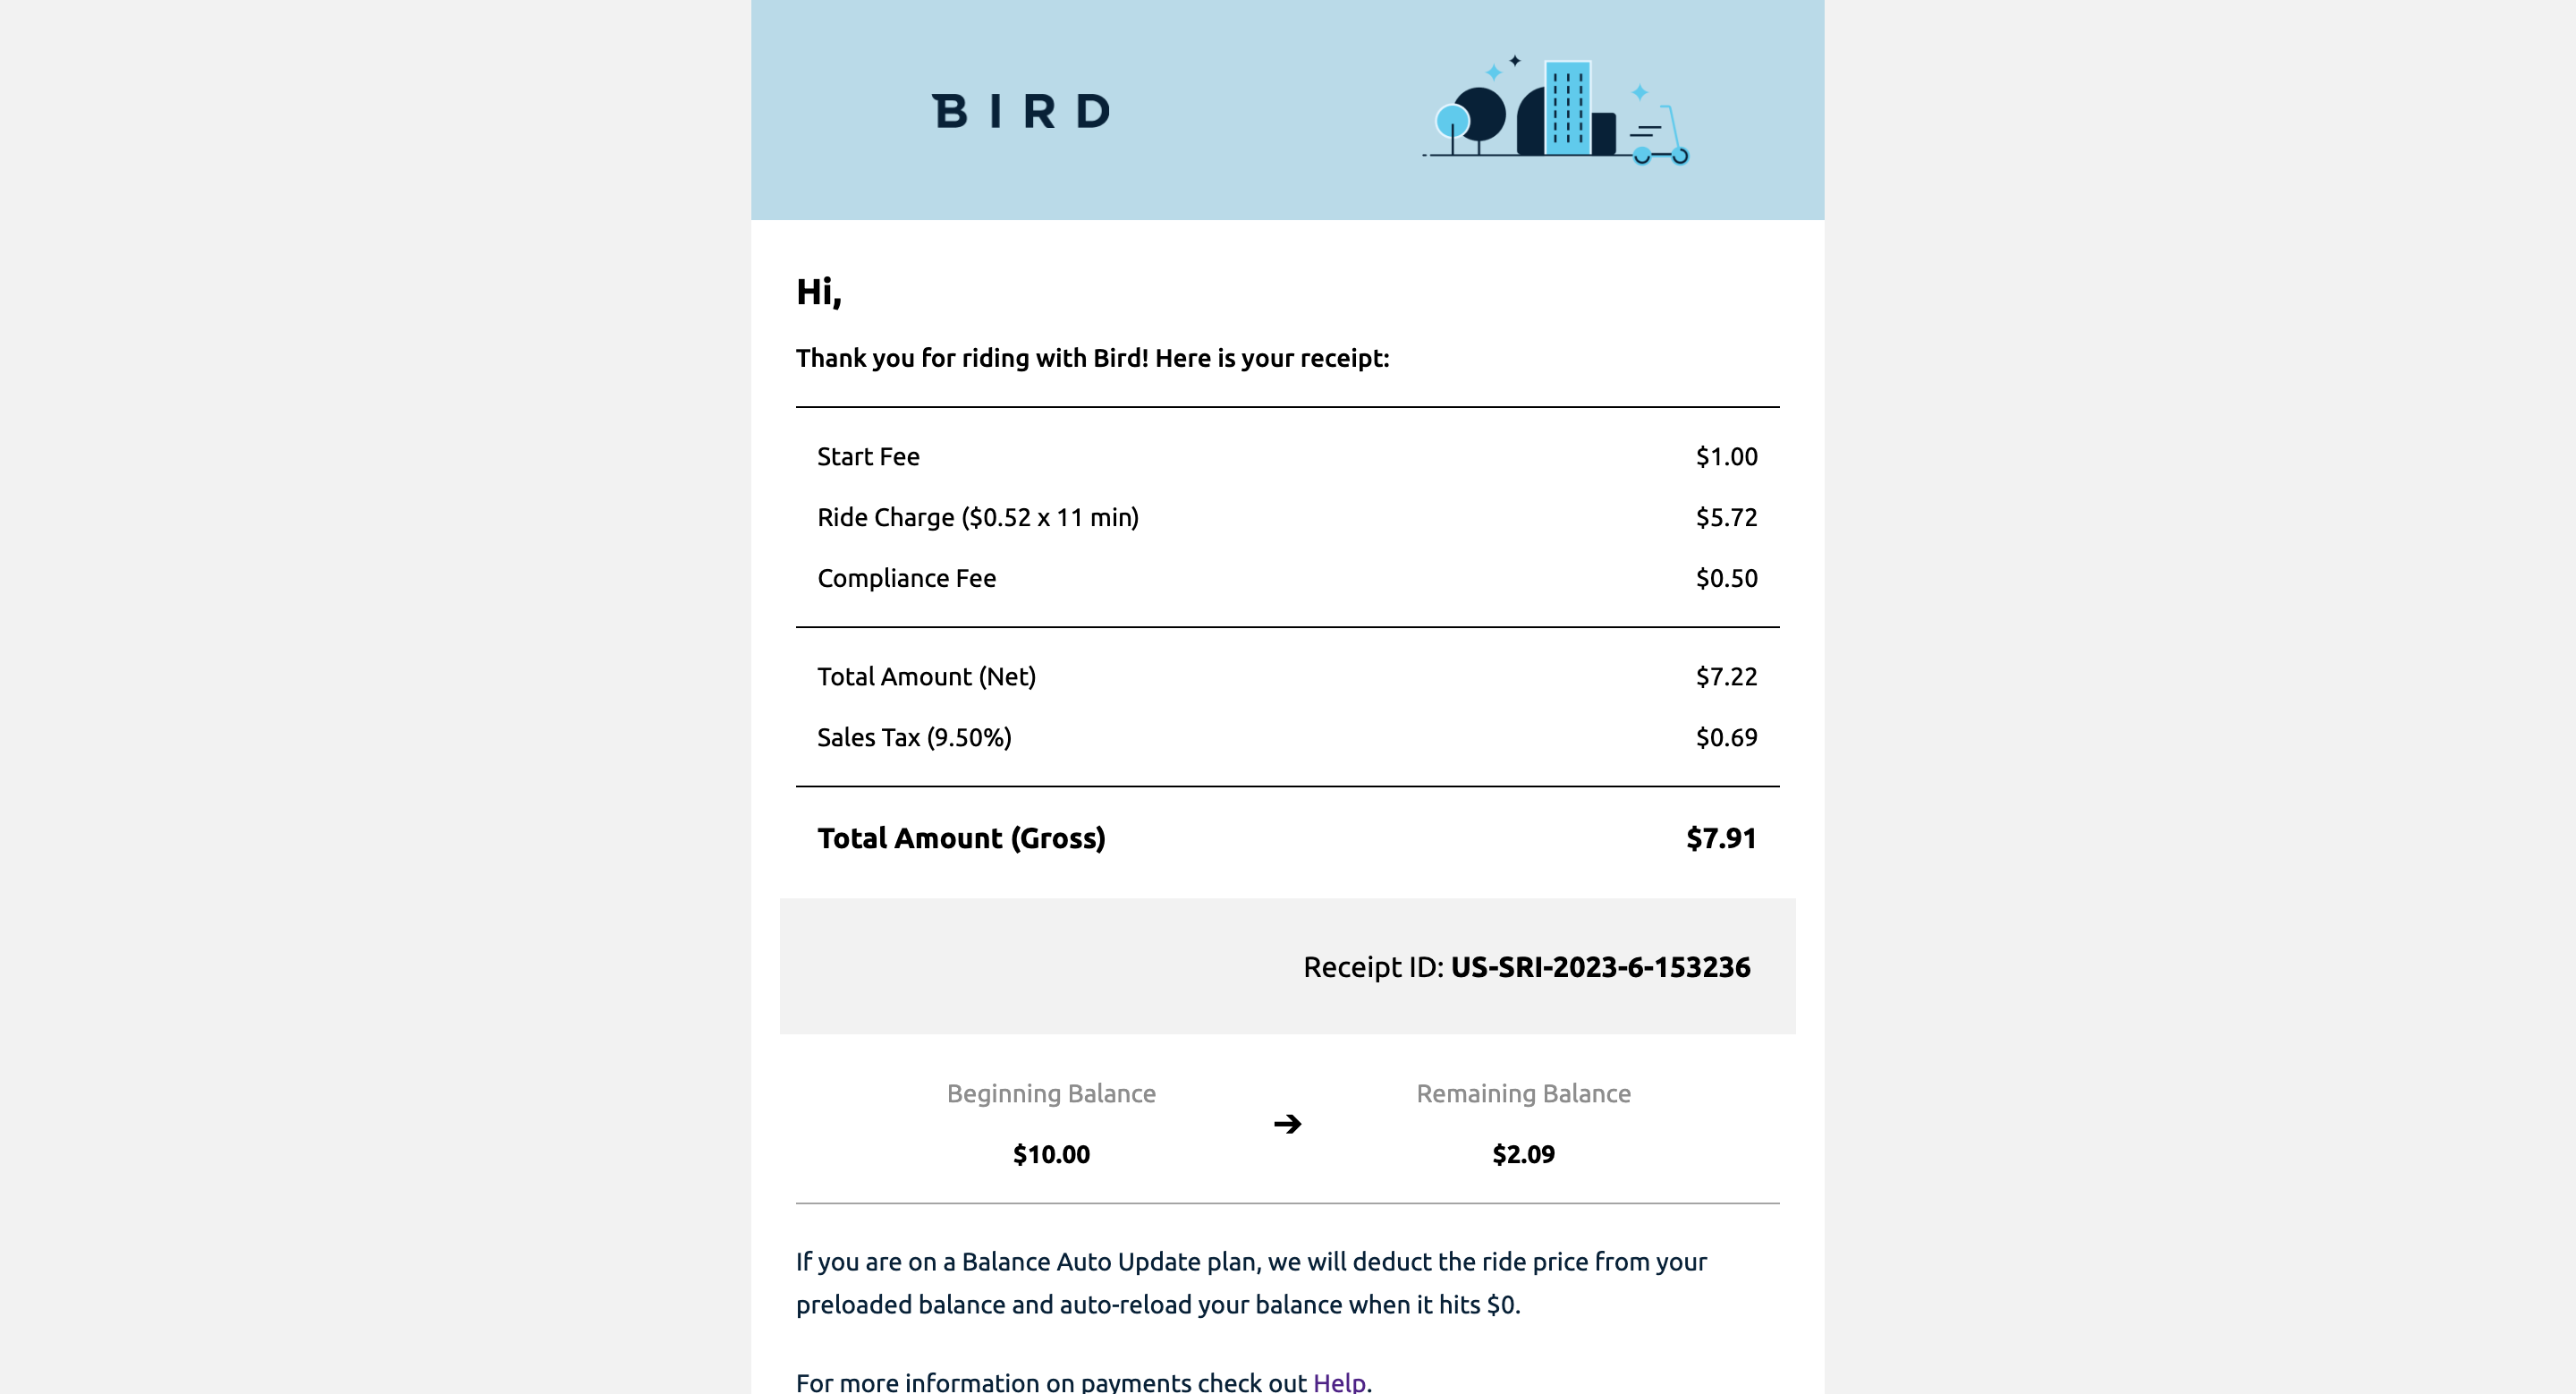 BIRD
Hi,
Thank you for riding with Bird! Here is your receipt:
Start Fee $1.00
Ride Charge ($0.52 x 11 min) $5.72
Compliance Fee $0.50
Total Amount (Net) $7.22
Sales Tax (9.50%) $0.69
Total Amount (Gross) $7.91
Receipt ID: US-SRI-2023-6-153236
Beginning Balance Remaining Balance
➔
$10.00 $2.09
If you are on a Balance Auto Update plan, we will deduct the ride price from your
preloaded balance and auto-reload your balance when it hits $0.
For more information on payments check out Help.